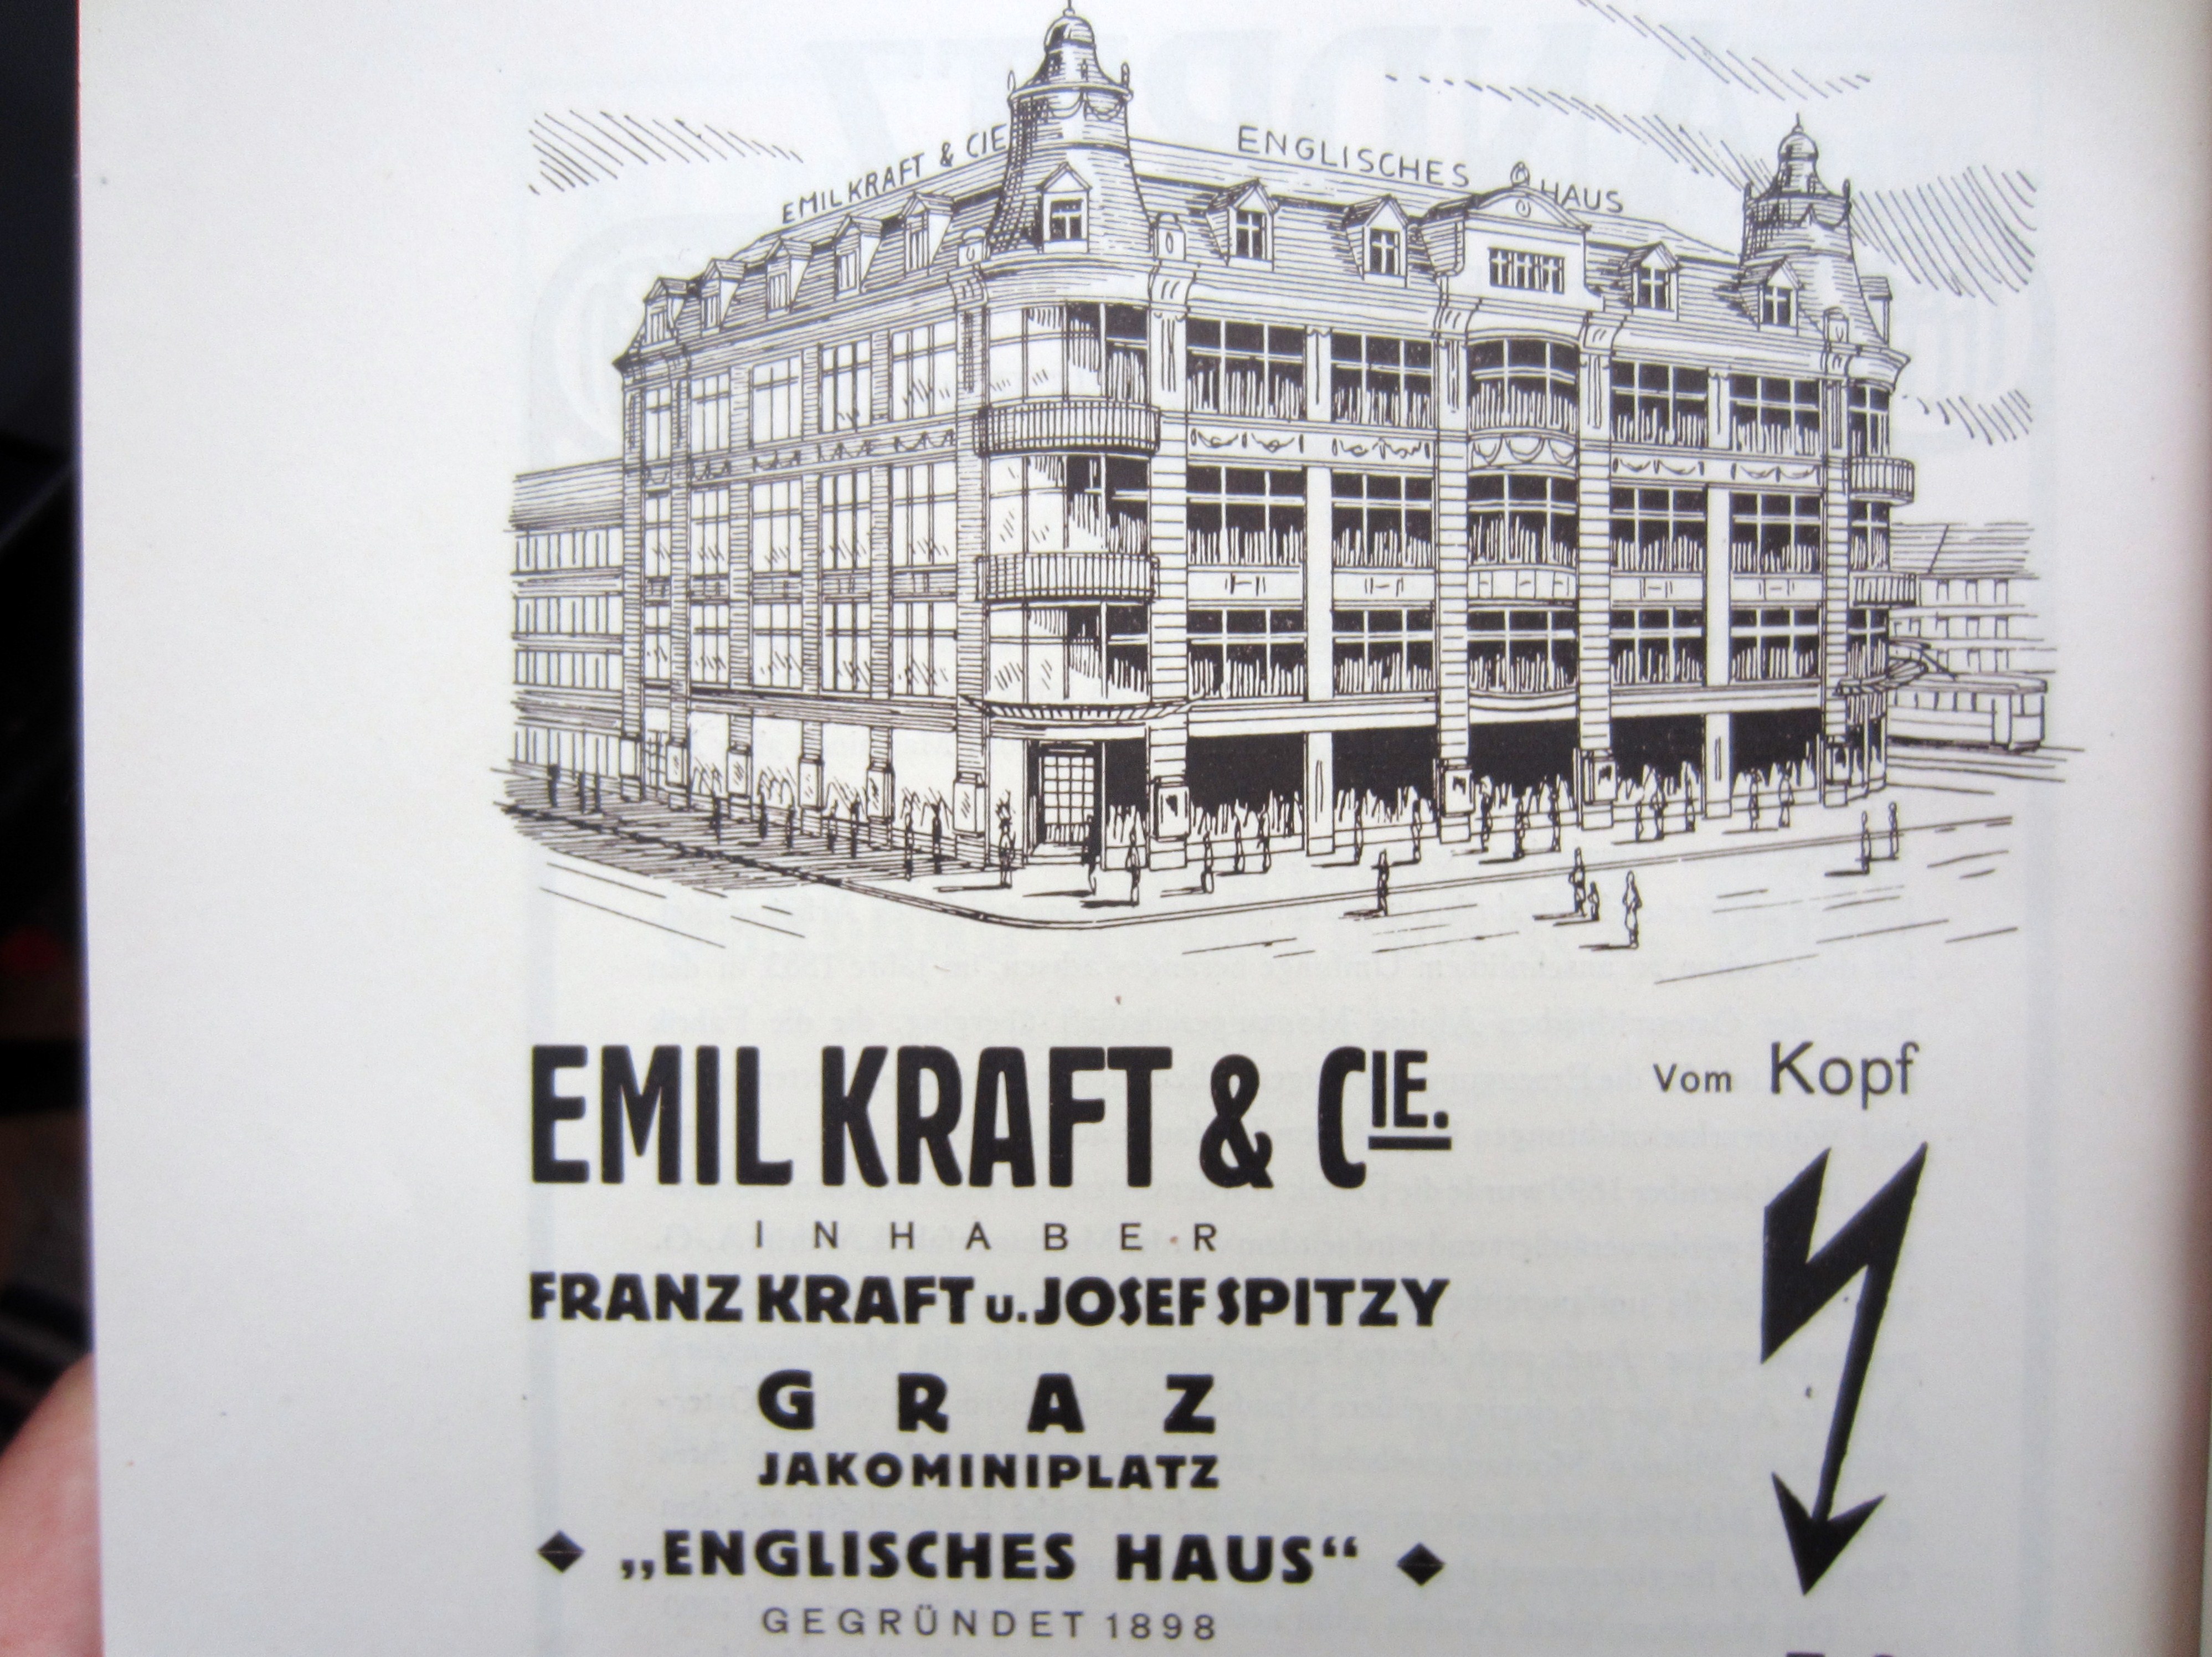 EMIL KRAFT & CIE
ENGLISCHES HAUS
EMIL KRAFT & CIE.
INHABER
FRANZ KRAFT u. JOSEF SPITZY
GRAZ
JAKOMINIPLATZ
„ENGLISCHES HAUS“
GEGRÜNDET 1898
Vom Kopf